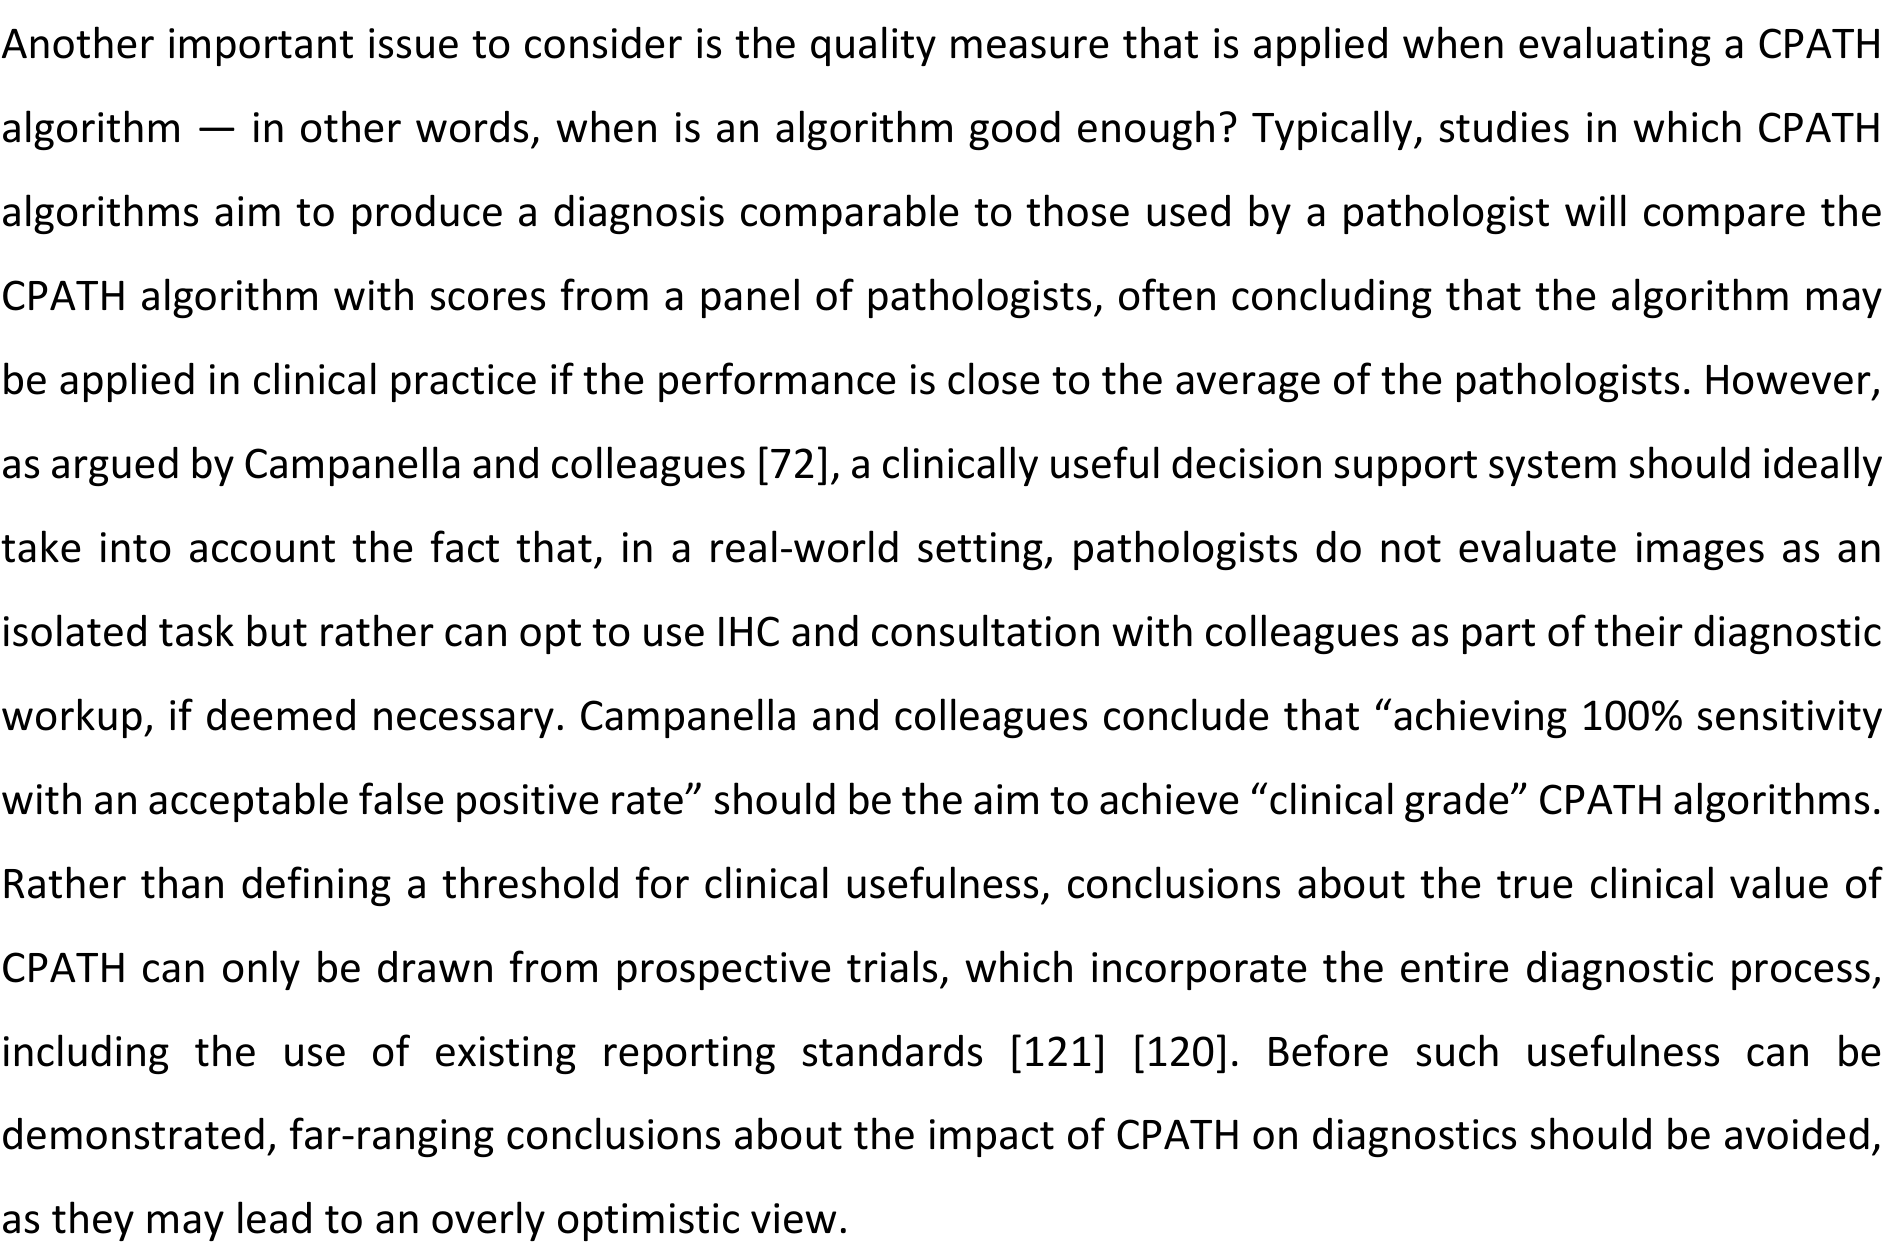 Another important issue to consider is the quality measure that is applied when evaluating a CPATH
algorithm — in other words, when is an algorithm good enough? Typically, studies in which CPATH
algorithms aim to produce a diagnosis comparable to those used by a pathologist will compare the
CPATH algorithm with scores from a panel of pathologists, often concluding that the algorithm may
be applied in clinical practice if the performance is close to the average of the pathologists. However,
as argued by Campanella and colleagues [72], a clinically useful decision support system should ideally
take into account the fact that, in a real-world setting, pathologists do not evaluate images as an
isolated task but rather can opt to use IHC and consultation with colleagues as part of their diagnostic
workup, if deemed necessary. Campanella and colleagues conclude that “achieving 100% sensitivity
with an acceptable false positive rate” should be the aim to achieve “clinical grade” CPATH algorithms.
Rather than defining a threshold for clinical usefulness, conclusions about the true clinical value of
CPATH can only be drawn from prospective trials, which incorporate the entire diagnostic process,
including the use of existing reporting standards [121] [120]. Before such usefulness can be
demonstrated, far-ranging conclusions about the impact of CPATH on diagnostics should be avoided,
as they may lead to an overly optimistic view.